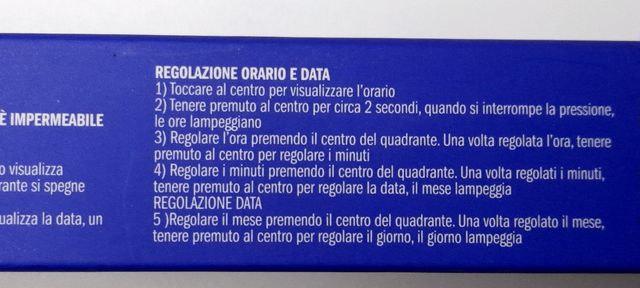 È IMPERMEABILE
o visualizza
rante si spegne
ualizza la data, un
REGOLAZIONE ORARIO E DATA
1) Toccare al centro per visualizzare l'orario
2) Tenere premuto al centro per circa 2 secondi, quando si interrompe la pressione,
le ore lampeggiano
3) Regolare l'ora premendo il centro del quadrante. Una volta regolata l'ora, tenere
premuto al centro per regolare i minuti
4) Regolare i minuti premendo il centro del quadrante. Una volta regolati i minuti,
tenere premuto al centro per regolare la data, il mese lampeggia
REGOLAZIONE DATA
5 )Regolare il mese premendo il centro del quadrante. Una volta regolato il mese,
tenere premuto al centro per regolare il giorno, il giorno lampeggia